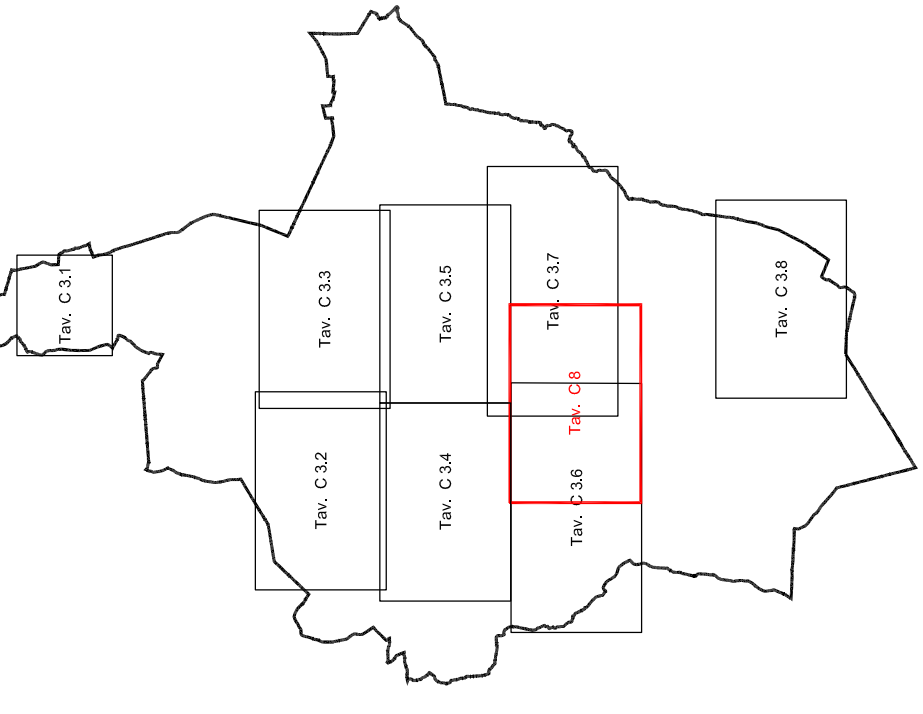 Tav. C 3.1
Tav. C 3.3
Tav. C 3.5
Tav. C 3.7
Tav. C 3.8
Tav. C 8
Tav. C 3.2
Tav. C 3.4
Tav. C 3.6